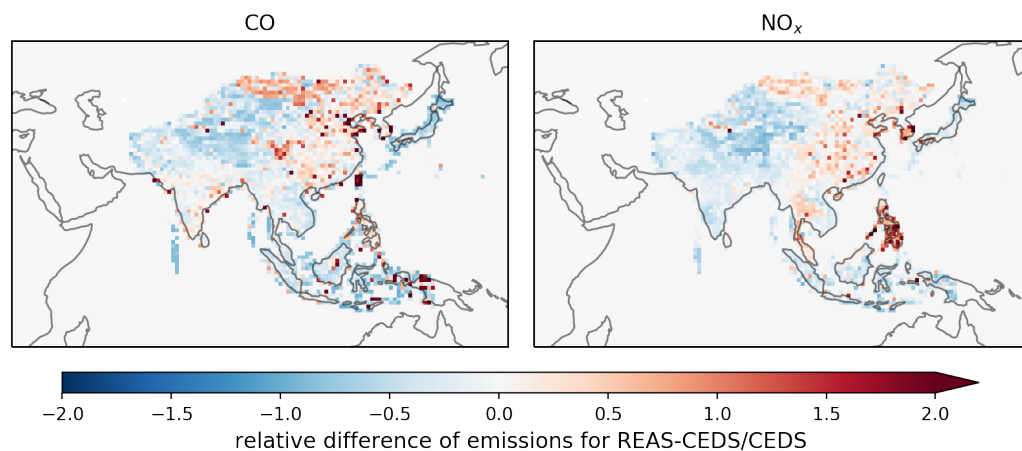 CO
NOₓ
−2.0 −1.5 −1.0 −0.5 0.0 0.5 1.0 1.5 2.0
relative difference of emissions for REAS-CEDS/CEDS